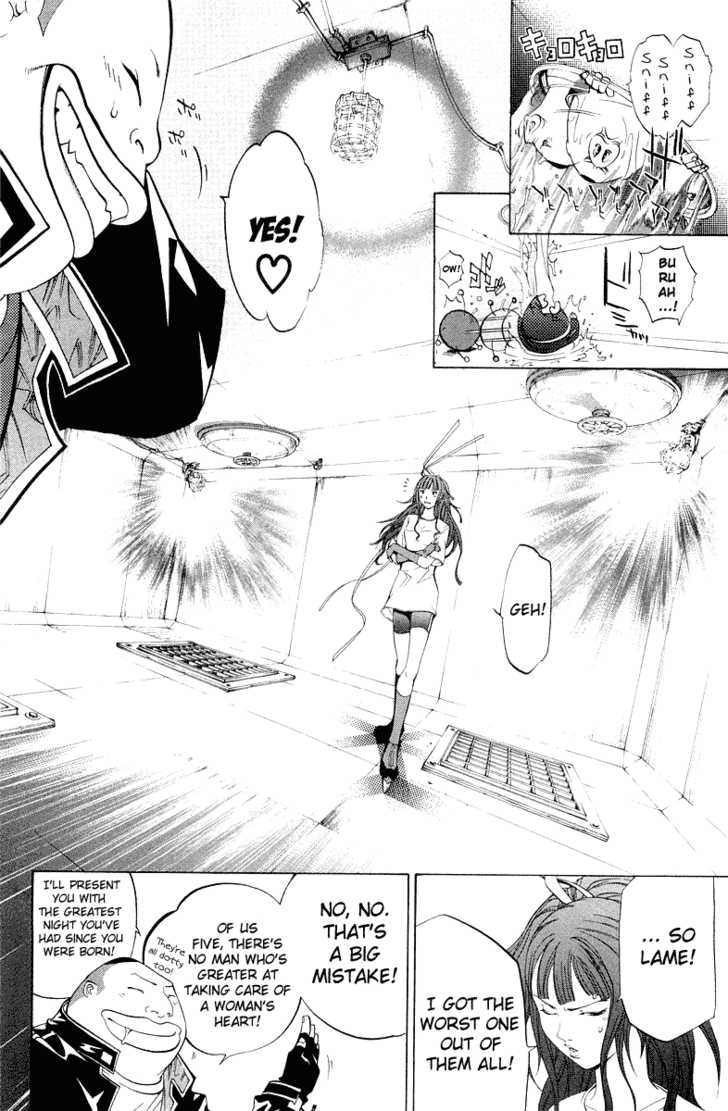 キョロキョロ
Sniff
Sniff
Sniff
BU
RU
AH
...!
OW!
YES!
♡
GEH!
... SO
LAME!
I GOT THE
WORST ONE
OUT OF
THEM ALL!
NO, NO.
THAT'S
A BIG
MISTAKE!
OF US
FIVE, THERE'S
NO MAN WHO'S
GREATER AT
TAKING CARE OF
A WOMAN'S
HEART!
They're
all dotty
too!
I'LL PRESENT
YOU WITH
THE GREATEST
NIGHT YOU'VE
HAD SINCE YOU
WERE BORN!